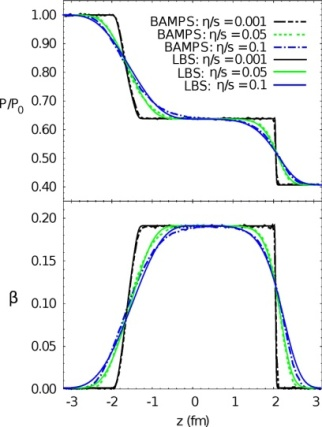 1.00
0.80
0.60
0.40
P/P0
BAMPS: η/s = 0.001
BAMPS: η/s = 0.05
BAMPS: η/s = 0.1
LBS: η/s = 0.001
LBS: η/s = 0.05
LBS: η/s = 0.1
0.20
0.15
0.10
0.05
0.00
β
-3 -2 -1 0 1 2 3
z (fm)